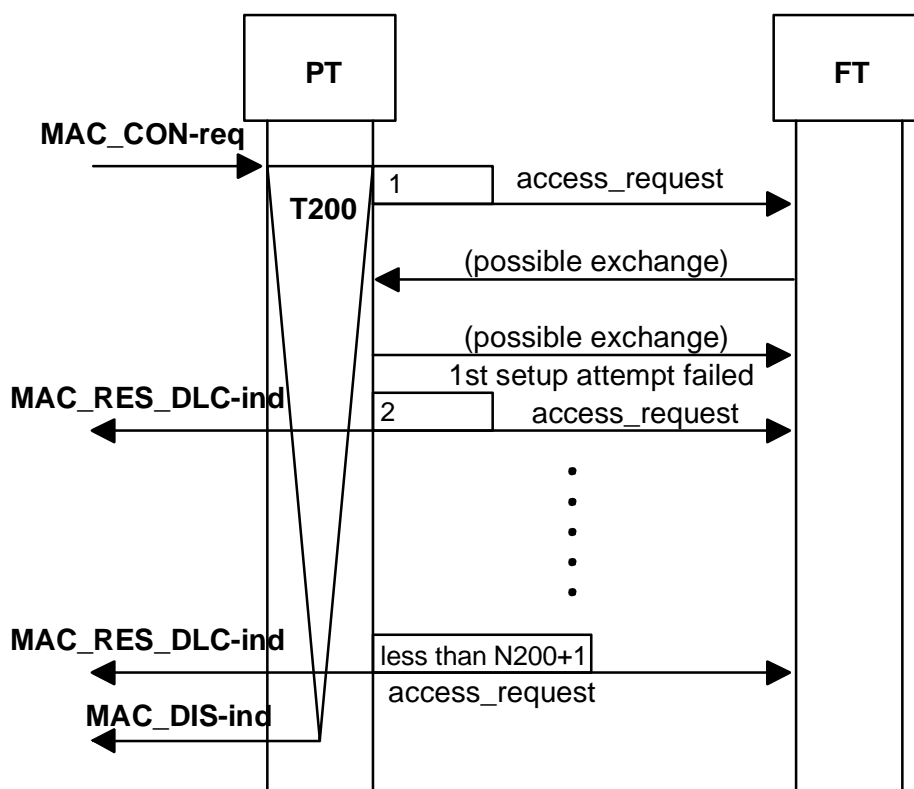 PT
FT
MAC_CON-req
1
access_request
T200
(possible exchange)
(possible exchange)
1st setup attempt failed
MAC_RES_DLC-ind
2
access_request
MAC_RES_DLC-ind
less than N200+1
access_request
MAC_DIS-ind